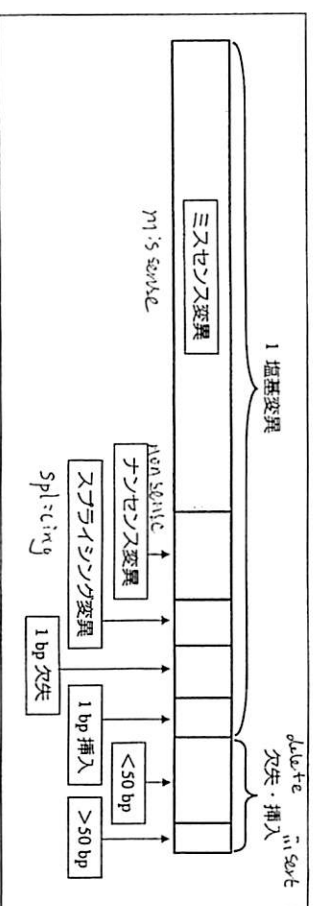 1 塩基変異
delete insert
欠失・挿入
ミスセンス変異
missense
nonsense
ナンセンス変異
スプライシング変異
splicing
1 bp 欠失
1 bp 挿入
<50 bp
>50 bp